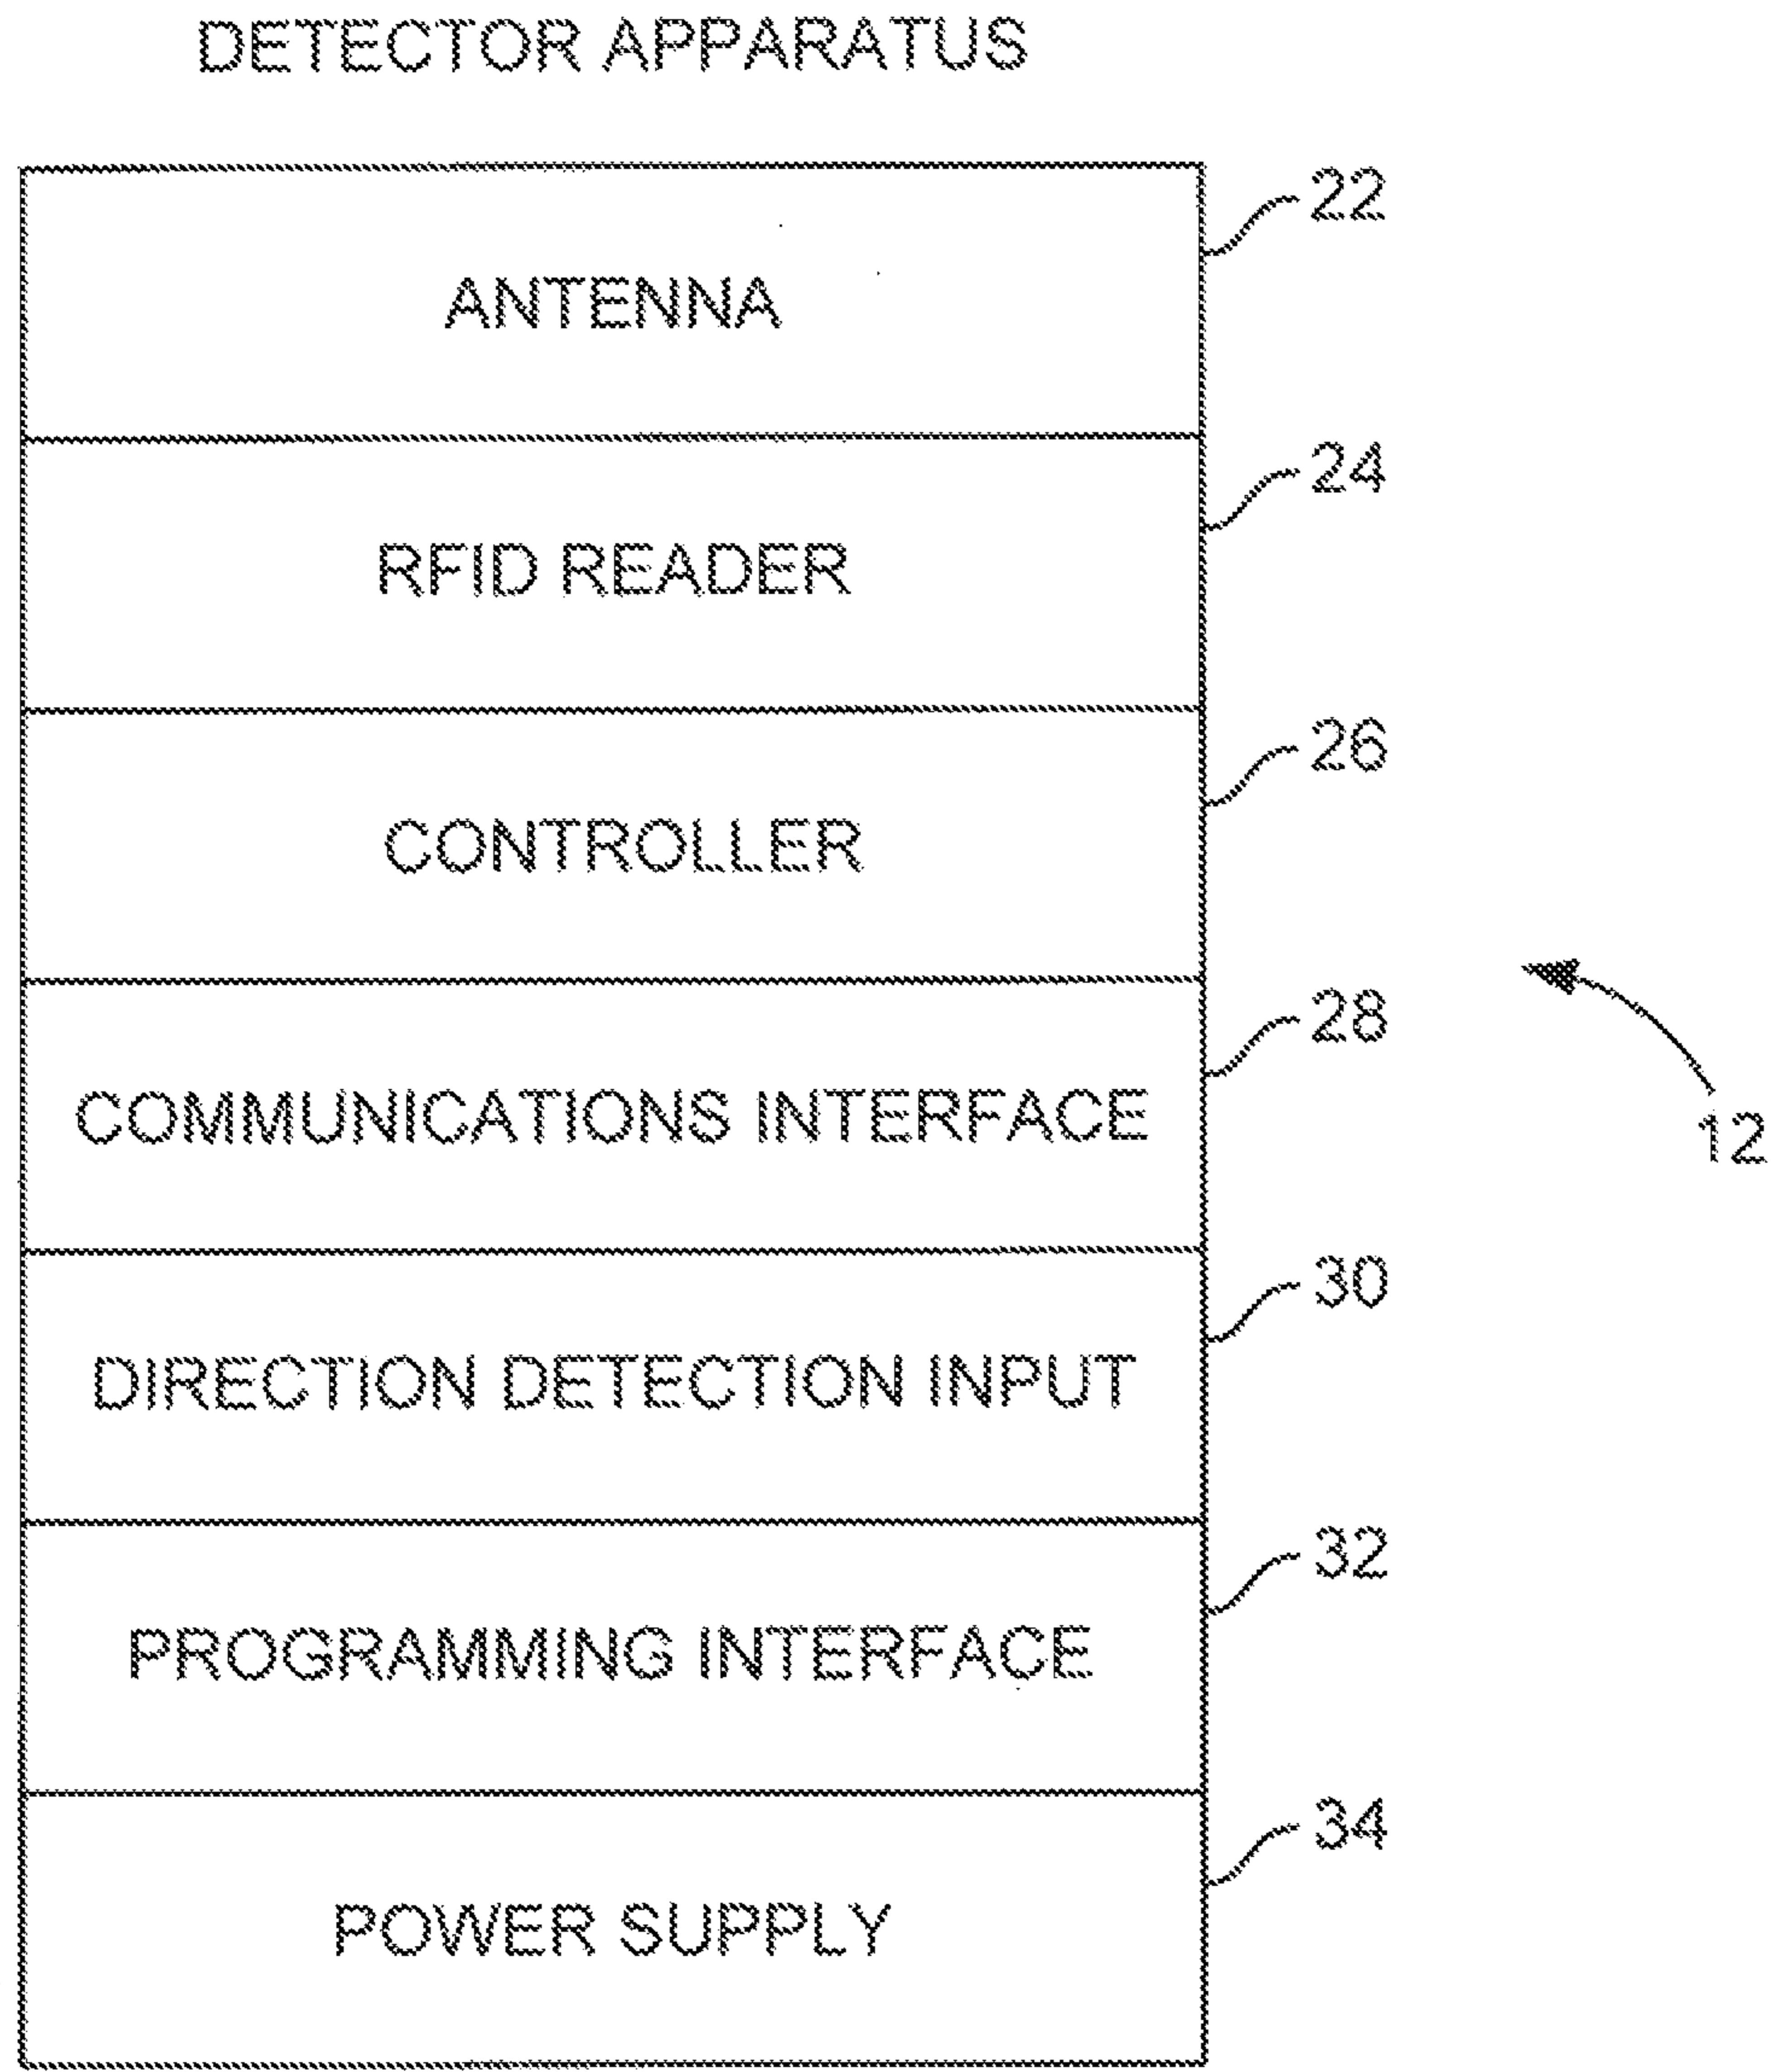 DETECTOR APPARATUS
22
ANTENNA
24
RFID READER
26
CONTROLLER
28
COMMUNICATIONS INTERFACE
12
30
DIRECTION DETECTION INPUT
32
PROGRAMMING INTERFACE
34
POWER SUPPLY